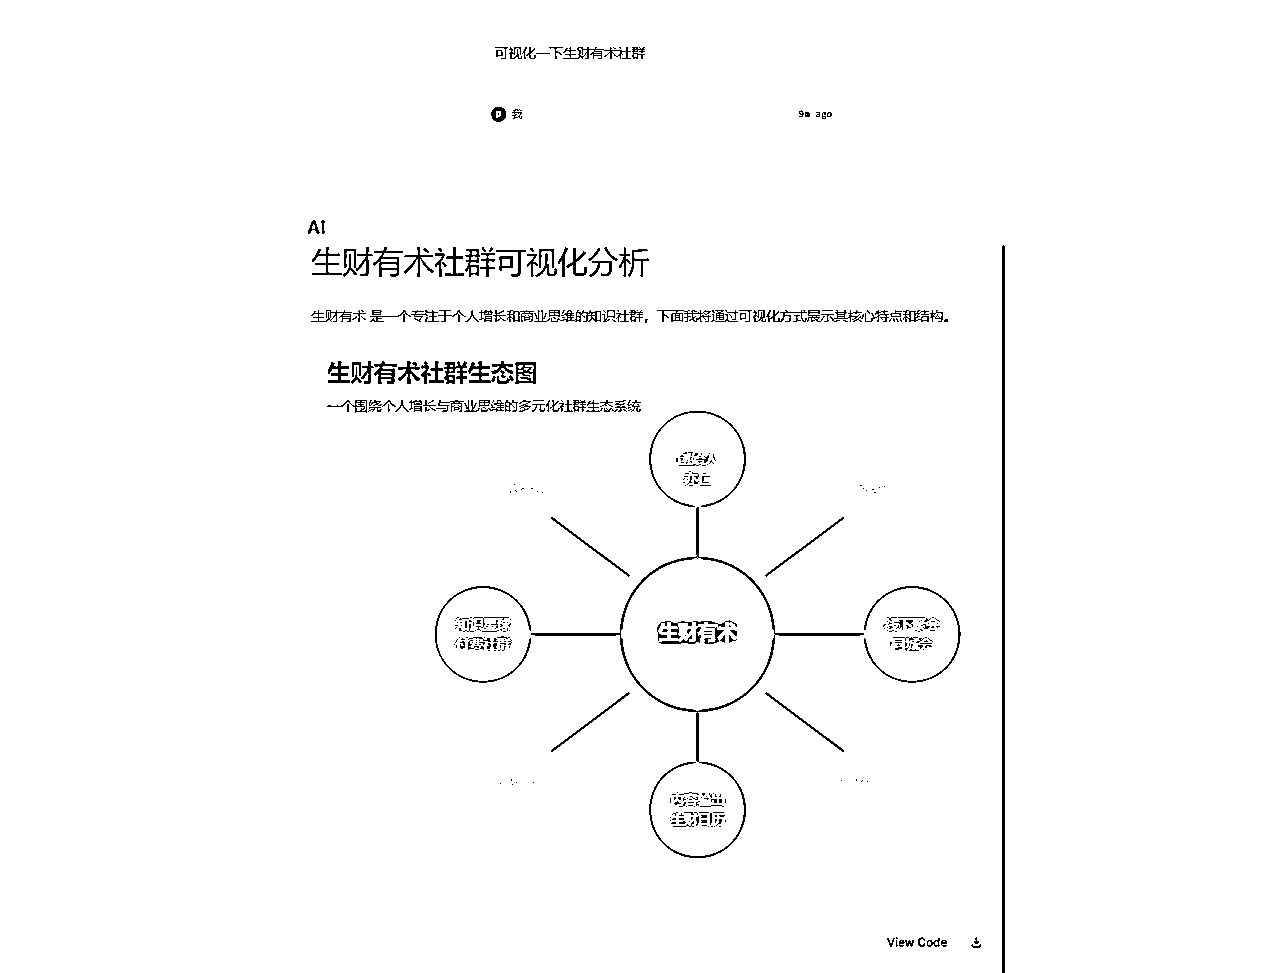 可视化一下生财有术社群
我
9m ago
AI
生财有术社群可视化分析
生财有术 是一个专注于个人增长和商业思维的知识社群，下面我将通过可视化方式展示其核心特点和结构。
生财有术社群生态图
一个围绕个人增长与商业思维的多元化社群生态系统
创始人
亦仁
知识星球
付费社群
生财有术
线下聚会
同城会
内容输出
生财日历
View Code